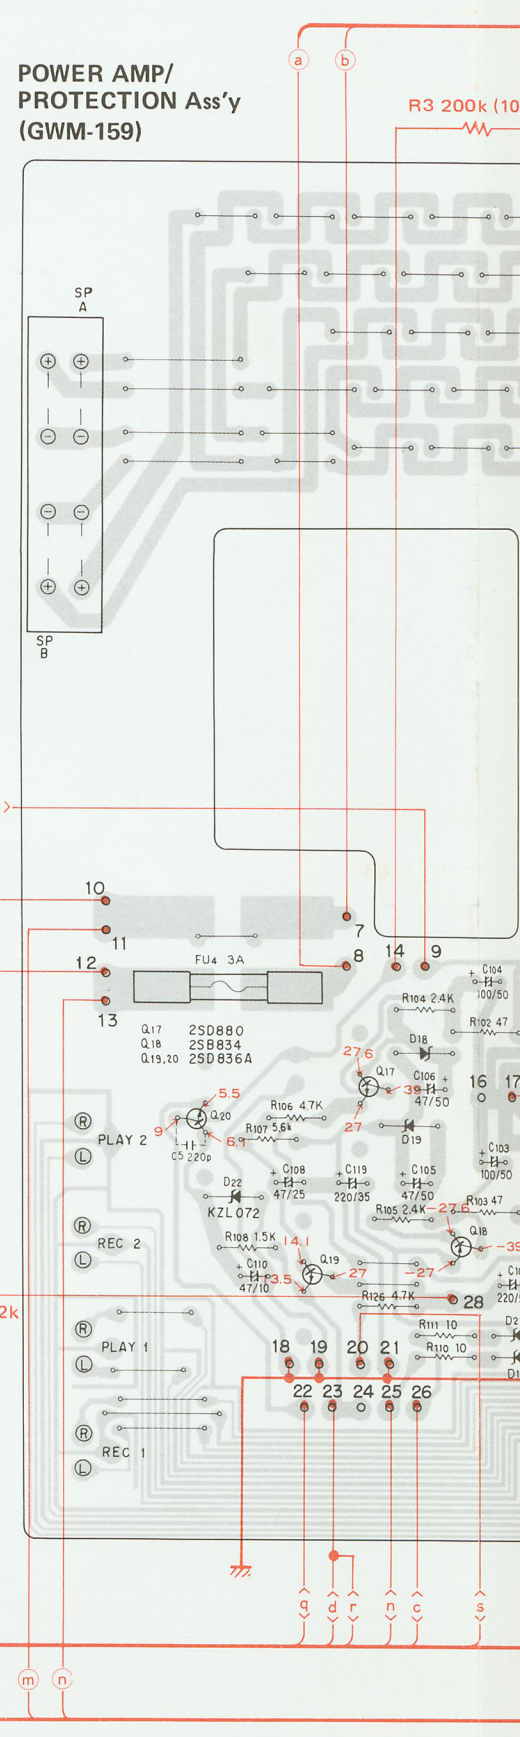 a b
POWER AMP/
PROTECTION Ass'y
(GWM-159)
R3 200k (10
SP
A
+ +
− −
− −
+ +
SP
B
10
11
7
12
8 14 9
FU4 3A
13
C104
100/50
R104 2.4K
Q17 2SD880
Q18 2SB834
Q19,20 2SD836A
R102 47
D18
27.6
Q17
C106
39
47/50
16 17
27
5.5
9
Q20
6.1
R106 4.7K
R107 5.6k
C5 220p
D19
R
PLAY 2
L
C103
100/50
D22
KZL072
C108
47/25
C119
220/35
C105
47/50
R105 2.4K
R103 47
-27.6
Q18
-39
-27
R
REC 2
L
R108 1.5K
14.1
Q19
27
13.5
C110
47/10
R126 4.7K
28
2k
R
PLAY 1
L
R111 10
R110 10
18 19 20 21
22 23 24 25 26
R
REC 1
L
q d r n c s
m n